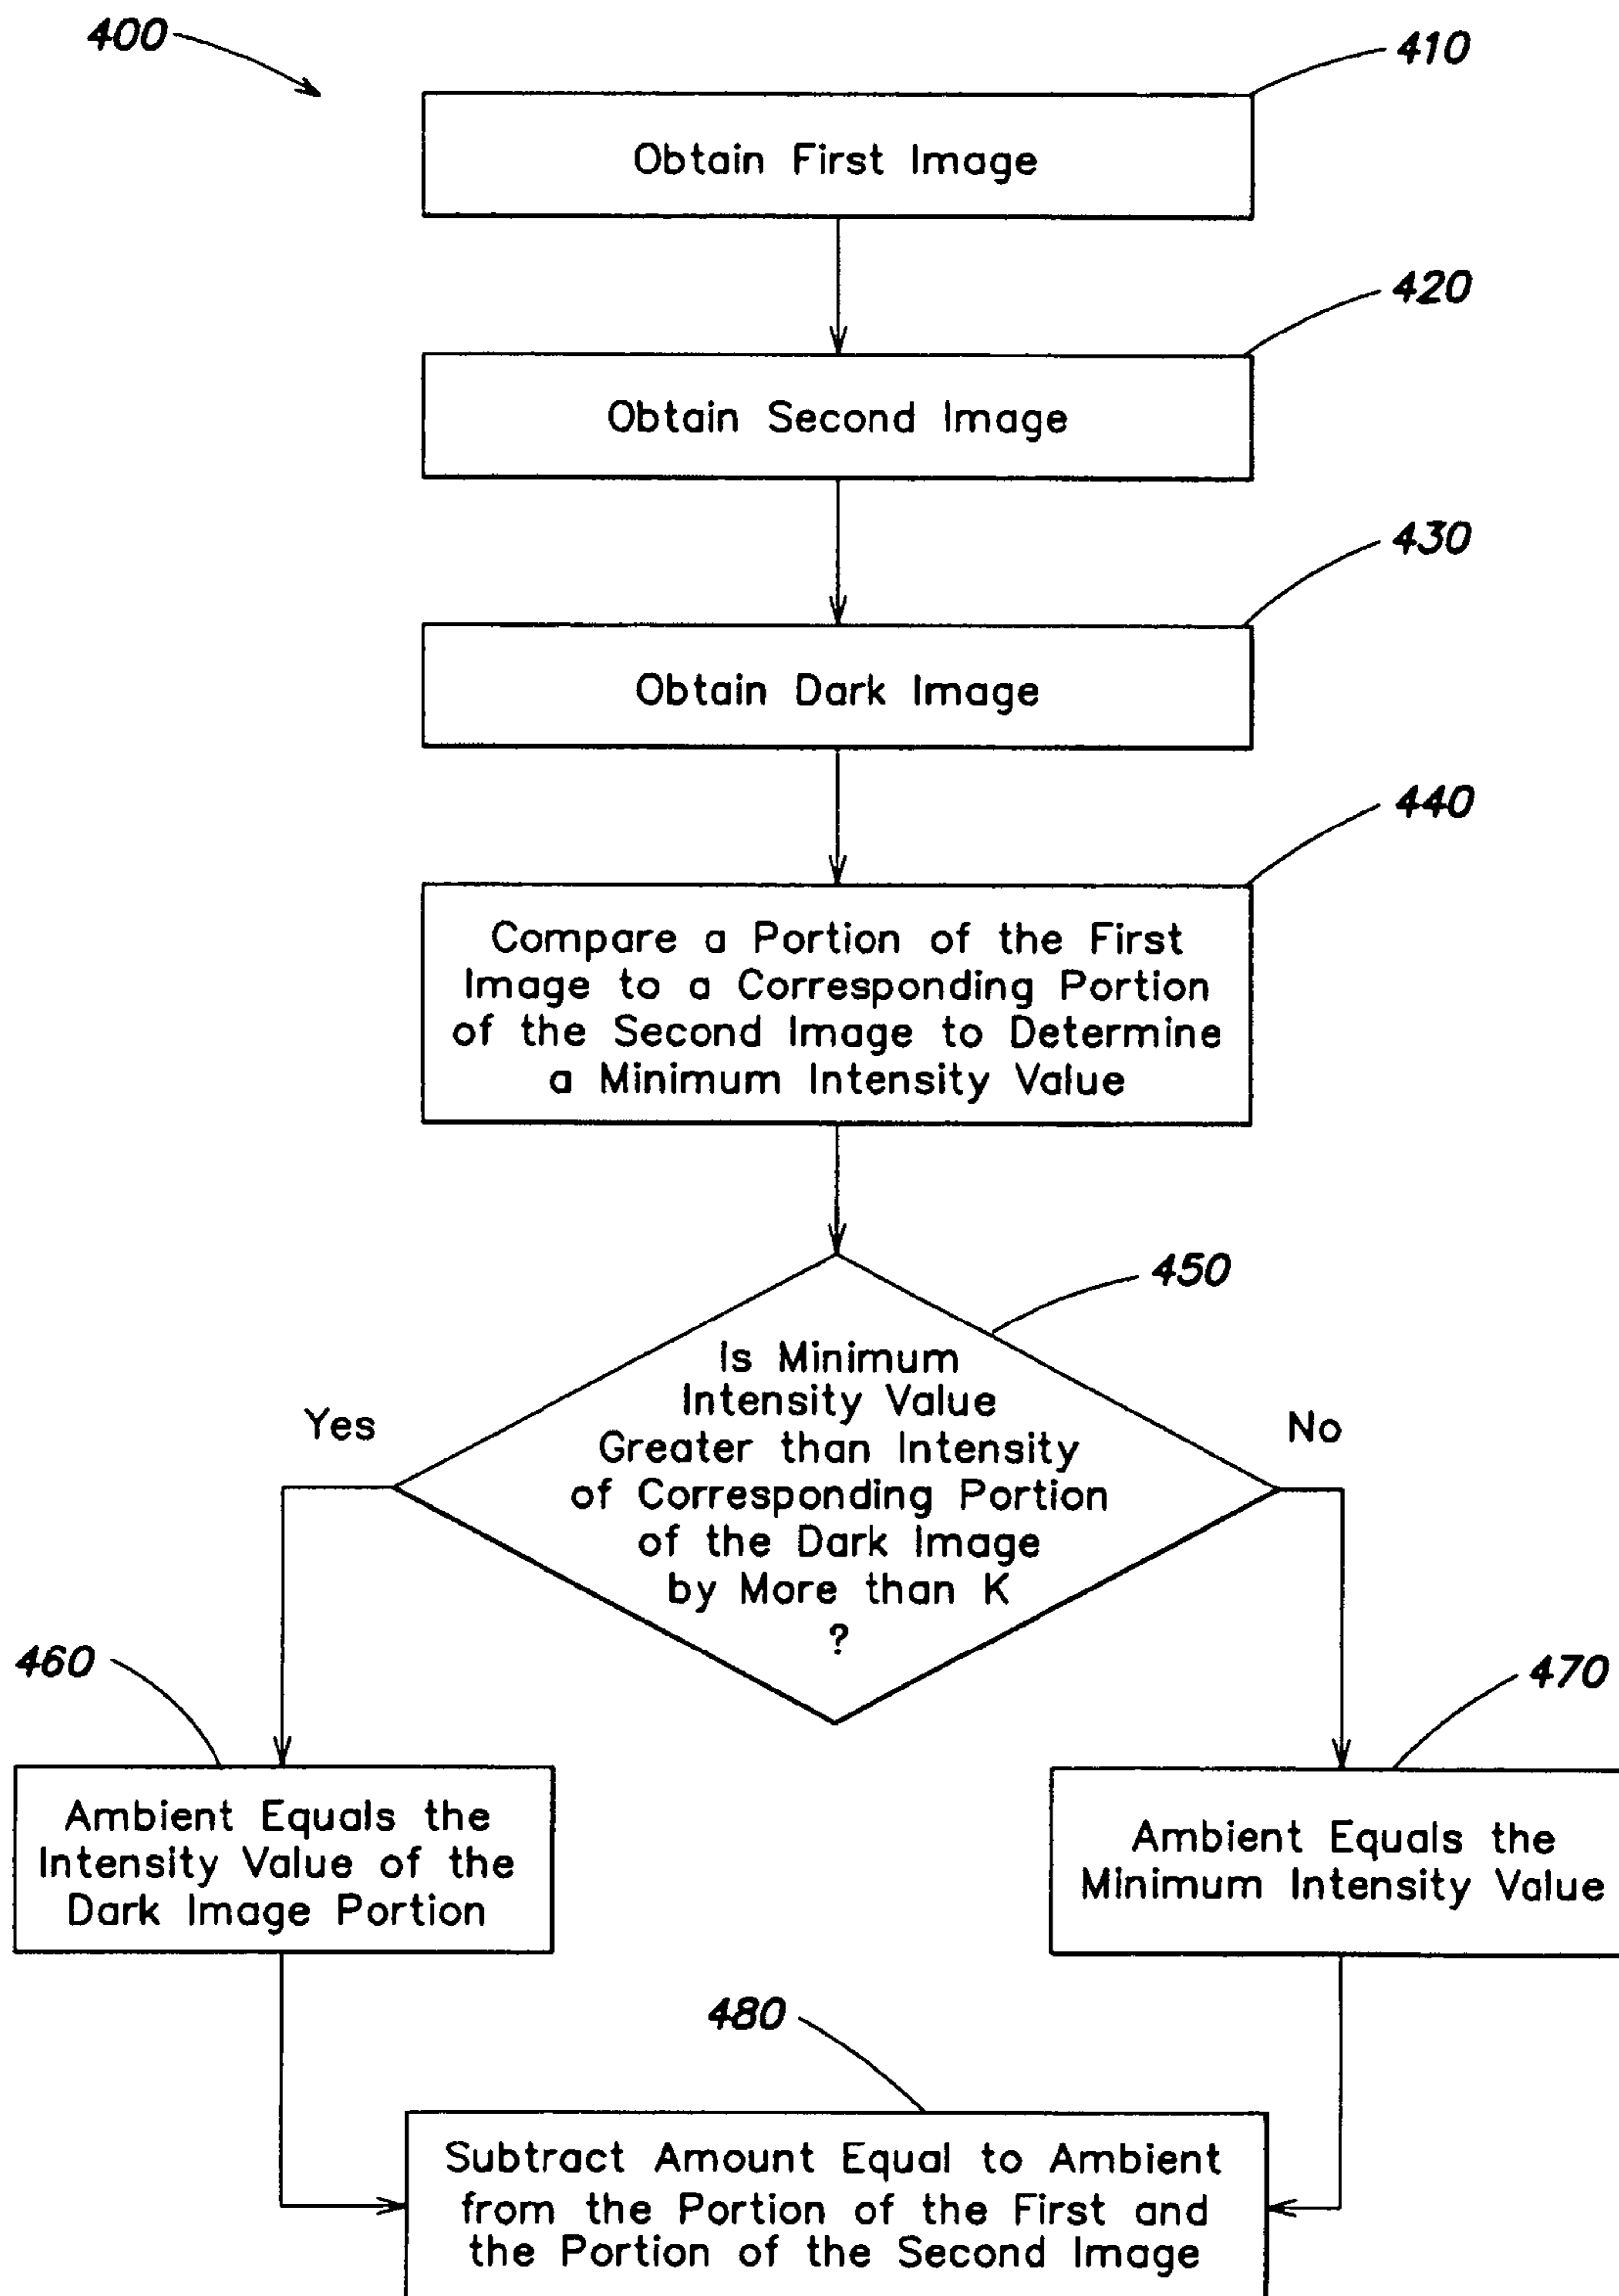 400
410
Obtain First Image
420
Obtain Second Image
430
Obtain Dark Image
440
Compare a Portion of the First
Image to a Corresponding Portion
of the Second Image to Determine
a Minimum Intensity Value
450
Is Minimum
Intensity Value
Greater than Intensity
of Corresponding Portion
of the Dark Image
by More than K
?
Yes
No
460
Ambient Equals the
Intensity Value of the
Dark Image Portion
470
Ambient Equals the
Minimum Intensity Value
480
Subtract Amount Equal to Ambient
from the Portion of the First and
the Portion of the Second Image